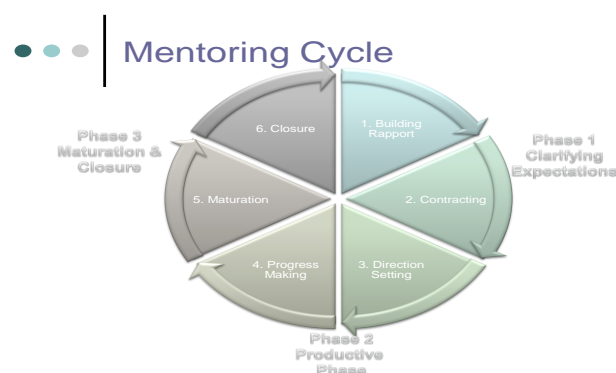 Mentoring Cycle
1. Building
Rapport
2. Contracting
3. Direction
Setting
4. Progress
Making
5. Maturation
6. Closure
Phase 1
Clarifying
Expectations
Phase 2
Productive
Phase
Phase 3
Maturation &
Closure